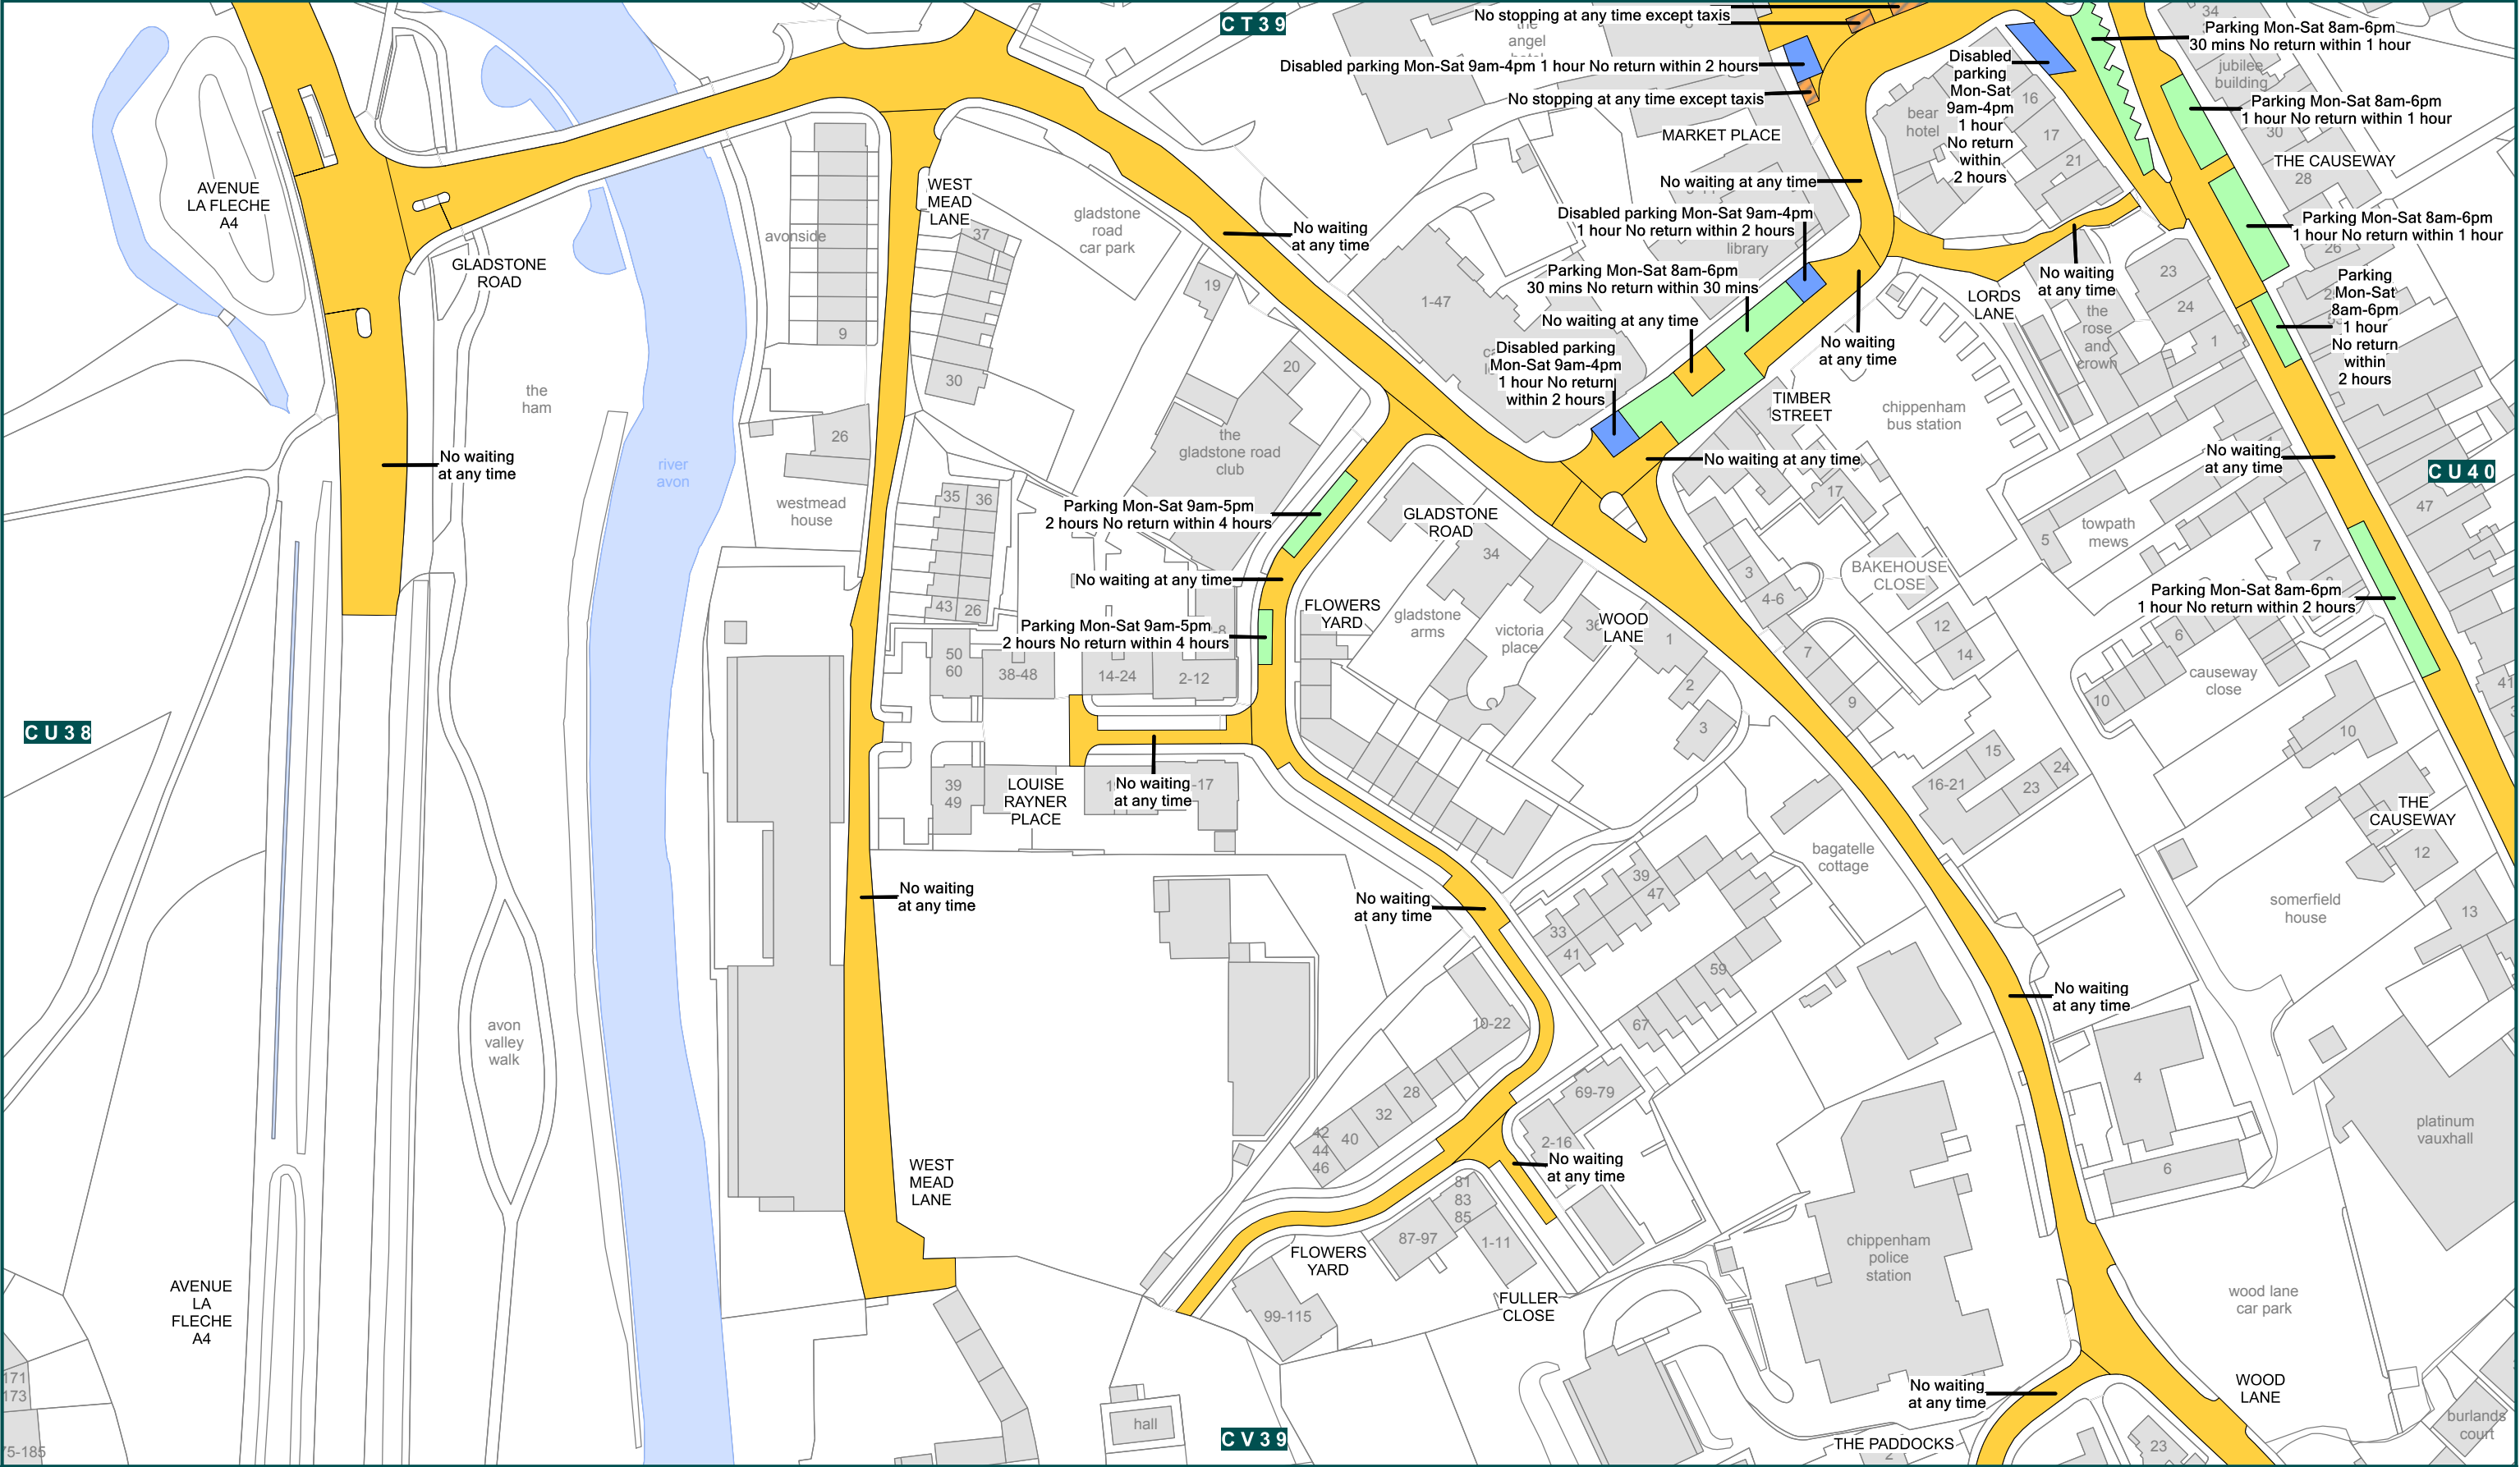 CT39
No stopping at any time except taxis
the
angel
34
Parking Mon-Sat 8am-6pm
30 mins No return within 1 hour
jubilee
building
Disabled parking Mon-Sat 9am-4pm 1 hour No return within 2 hours
No stopping at any time except taxis
MARKET PLACE
bear
hotel
Disabled
parking
Mon-Sat
9am-4pm
1 hour
No return
within
2 hours
16
17
21
Parking Mon-Sat 8am-6pm
1 hour No return within 1 hour
30
THE CAUSEWAY
28
AVENUE
LA FLECHE
A4
WEST
MEAD
LANE
37
avonside
gladstone
road
car park
No waiting
at any time
No waiting at any time
Disabled parking Mon-Sat 9am-4pm
1 hour No return within 2 hours
library
Parking Mon-Sat 8am-6pm
1 hour No return within 1 hour
26
GLADSTONE
ROAD
19
1-47
Parking Mon-Sat 8am-6pm
30 mins No return within 30 mins
No waiting
at any time
23
24
1
LORDS
LANE
the
rose
and
crown
Parking
Mon-Sat
8am-6pm
1 hour
No return
within
2 hours
9
No waiting at any time
No waiting
at any time
Disabled parking
Mon-Sat 9am-4pm
1 hour No return
within 2 hours
the
ham
30
20
TIMBER
STREET
chippenham
bus station
26
the
gladstone road
club
No waiting
at any time
river
avon
No waiting at any time
No waiting
at any time
CU40
westmead
house
35
36
Parking Mon-Sat 9am-5pm
2 hours No return within 4 hours
GLADSTONE
ROAD
17
47
34
towpath
mews
5
7
No waiting at any time
3
4-6
BAKEHOUSE
CLOSE
43
26
FLOWERS
YARD
gladstone
arms
victoria
place
WOOD
LANE
1
Parking Mon-Sat 8am-6pm
1 hour No return within 2 hours
Parking Mon-Sat 9am-5pm
2 hours No return within 4 hours
12
14
6
7
50
60
38-48
14-24
2-12
2
3
9
10
causeway
close
41
CU38
10
15
16-21
23
24
39
49
LOUISE
RAYNER
PLACE
No waiting
at any time
-17
THE
CAUSEWAY
bagatelle
cottage
12
39
47
No waiting
at any time
No waiting
at any time
33
41
somerfield
house
13
59
67
No waiting
at any time
avon
valley
walk
10-22
28
32
40
42
44
46
69-79
2-16
4
6
platinum
vauxhall
WEST
MEAD
LANE
No waiting
at any time
81
83
85
87-97
1-11
FLOWERS
YARD
chippenham
police
station
AVENUE
LA
FLECHE
A4
99-115
FULLER
CLOSE
wood lane
car park
171
173
No waiting
at any time
WOOD
LANE
hall
CV39
THE PADDOCKS
2
23
burlands
court
75-185